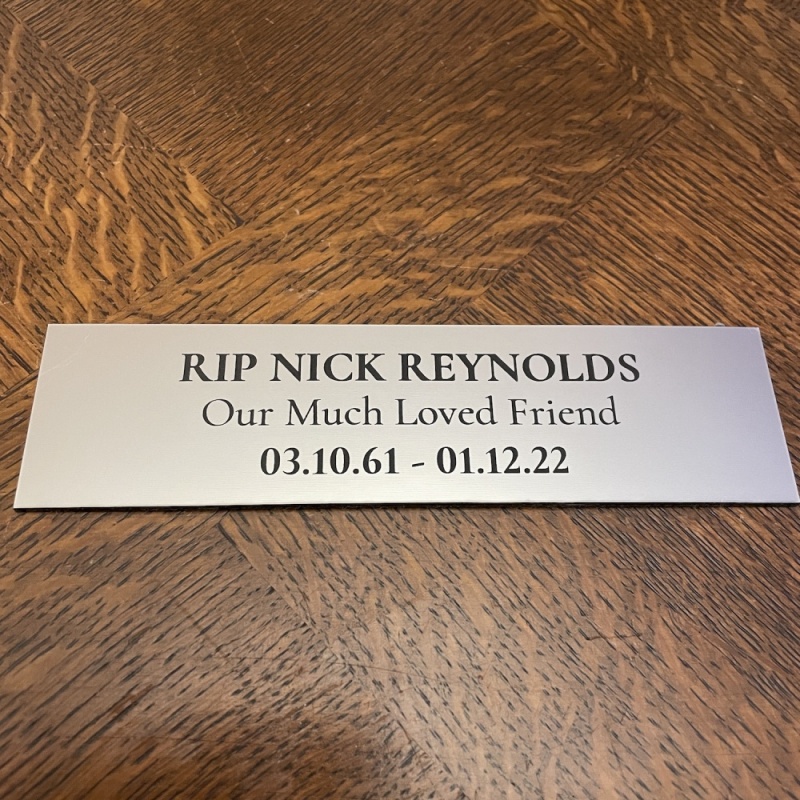 RIP NICK REYNOLDS
Our Much Loved Friend
03.10.61 - 01.12.22